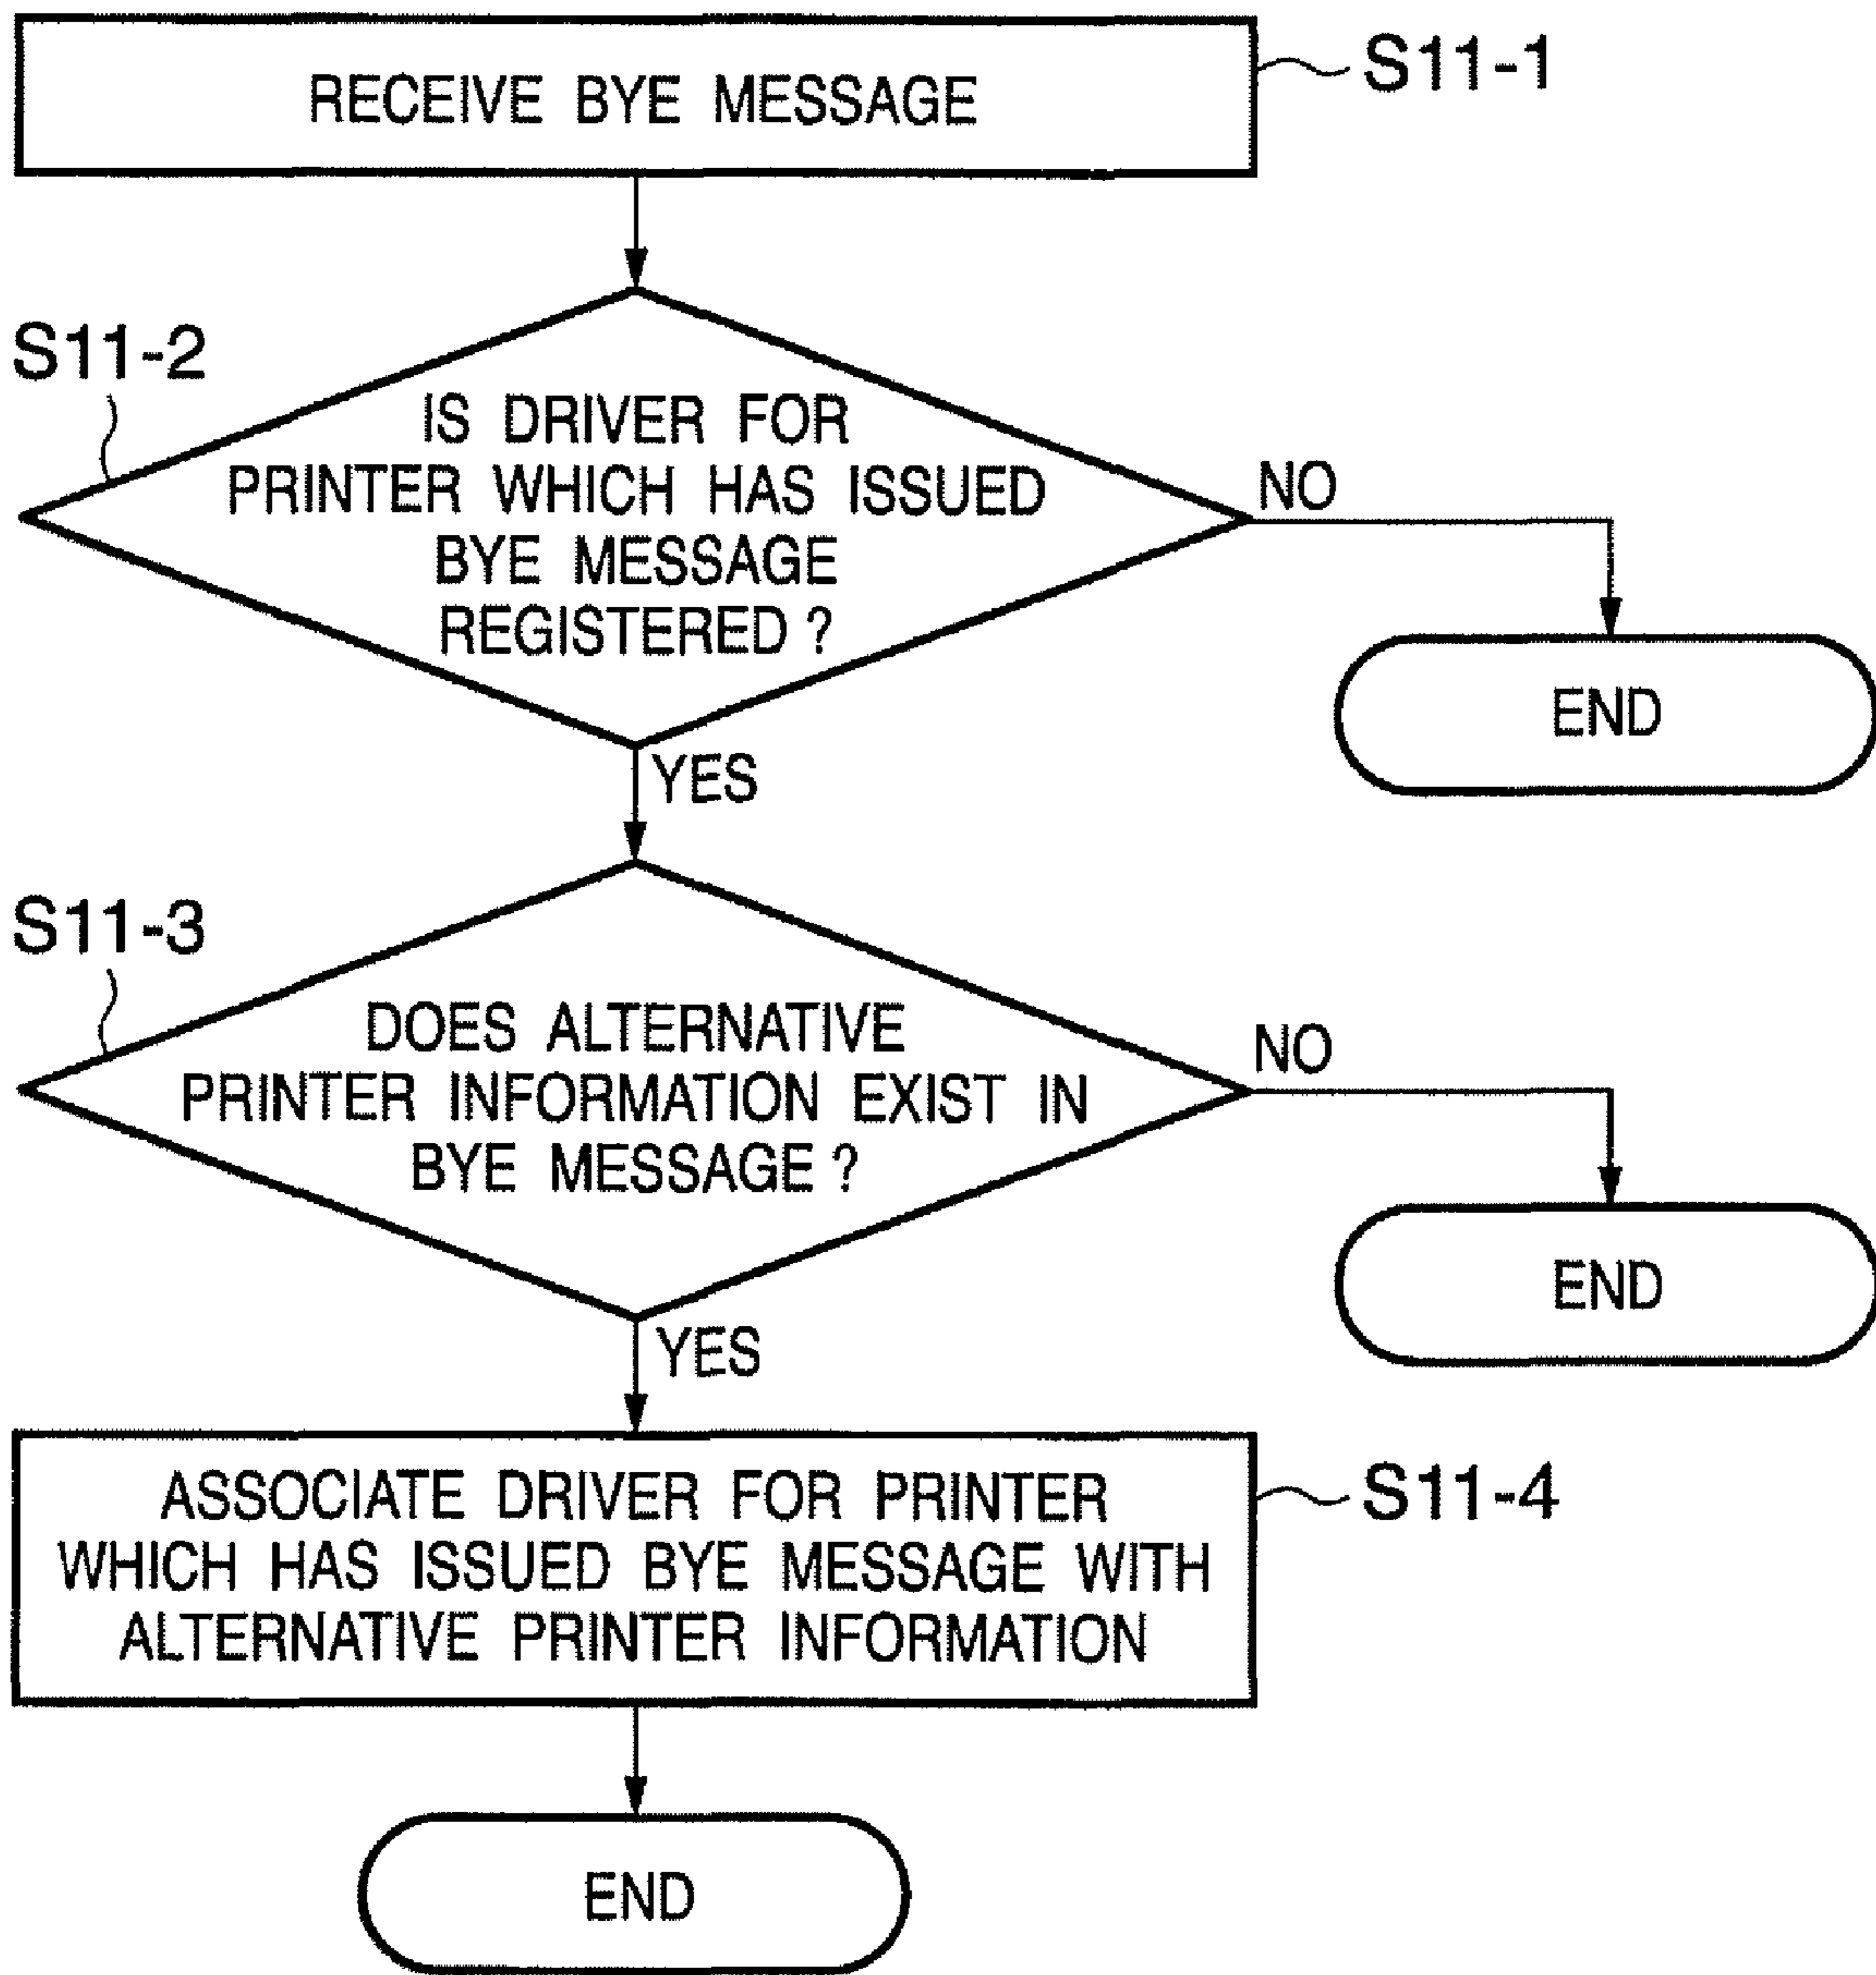 RECEIVE BYE MESSAGE
S11-1
S11-2
IS DRIVER FOR
PRINTER WHICH HAS ISSUED
BYE MESSAGE
REGISTERED ?
NO
END
YES
S11-3
DOES ALTERNATIVE
PRINTER INFORMATION EXIST IN
BYE MESSAGE ?
NO
END
YES
ASSOCIATE DRIVER FOR PRINTER
WHICH HAS ISSUED BYE MESSAGE WITH
ALTERNATIVE PRINTER INFORMATION
S11-4
END